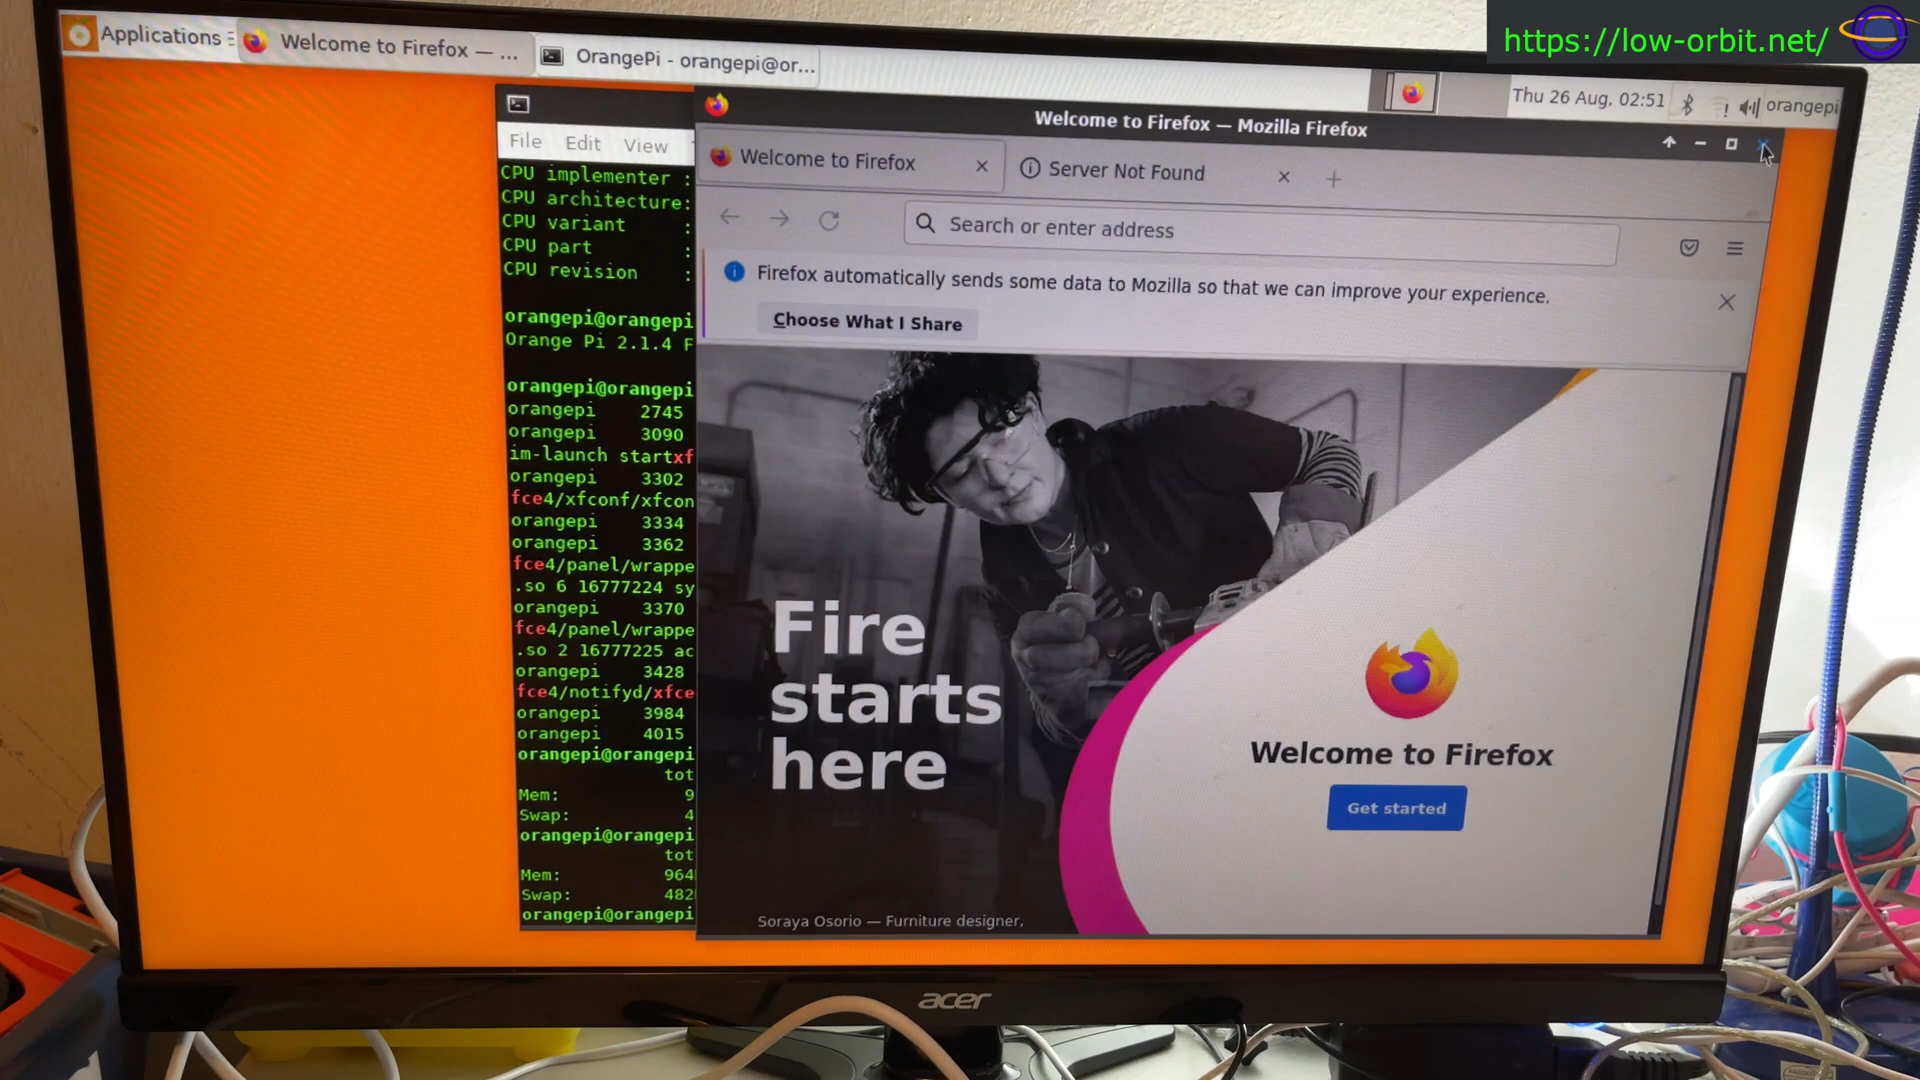 https://low-orbit.net/
Applications
Welcome to Firefox — ...
OrangePi - orangepi@or...
Thu 26 Aug, 02:51
orangepi
Welcome to Firefox — Mozilla Firefox
File Edit View
Welcome to Firefox
Server Not Found
Search or enter address
Firefox automatically sends some data to Mozilla so that we can improve your experience.
Choose What I Share
CPU implementer :
CPU architecture:
CPU variant :
CPU part :
CPU revision :
orangepi@orangepi
Orange Pi 2.1.4 F
orangepi@orangepi
orangepi 2745
orangepi 3090
im-launch startxf
orangepi 3302
fce4/xfconf/xfcon
orangepi 3334
orangepi 3362
fce4/panel/wrappe
.so 6 16777224 sy
orangepi 3370
fce4/panel/wrappe
.so 2 16777225 ac
orangepi 3428
fce4/notifyd/xfce
orangepi 3984
orangepi 4015
orangepi@orangepi
tot
Mem: 9
Swap: 4
orangepi@orangepi
tot
Mem: 964
Swap: 482
orangepi@orangepi
Fire
starts
here
Soraya Osorio — Furniture designer,
Welcome to Firefox
Get started
acer